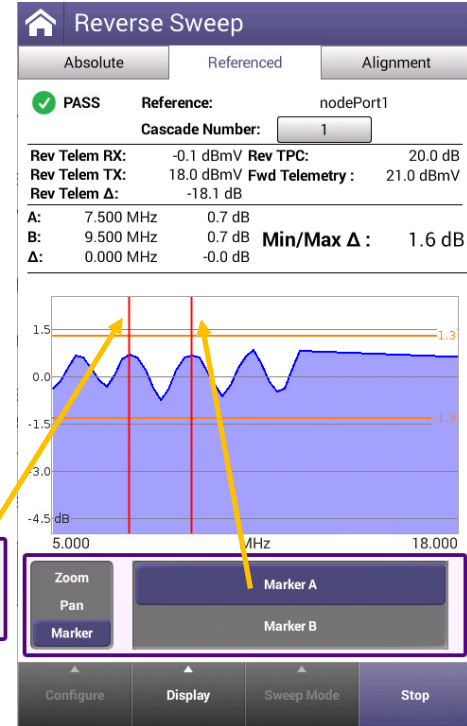 Reverse Sweep
Absolute Referenced Alignment
PASS Reference: nodePort1
Cascade Number: 1
Rev Telem RX: -0.1 dBmV Rev TPC: 20.0 dB
Rev Telem TX: 18.0 dBmV Fwd Telemetry : 21.0 dBmV
Rev Telem Δ: -18.1 dB
A: 7.500 MHz 0.7 dB
B: 9.500 MHz 0.7 dB Min/Max Δ : 1.6 dB
Δ: 0.000 MHz -0.0 dB
1.5
1.3
0.0
-1.3
-1.5
-3.0
-4.5 dB
5.000 MHz 18.000
Zoom
Pan
Marker
Marker A
Marker B
Configure Display Sweep Mode Stop